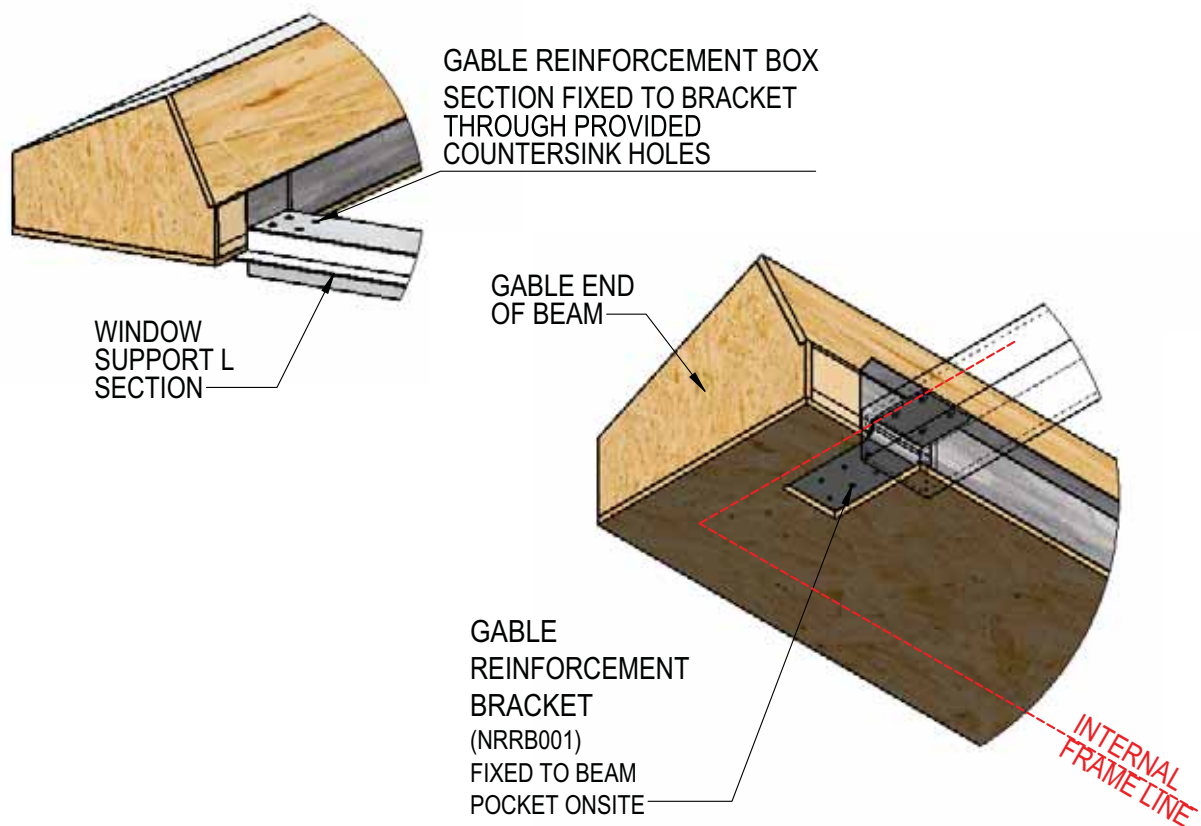 GABLE REINFORCEMENT BOX
SECTION FIXED TO BRACKET
THROUGH PROVIDED
COUNTERSINK HOLES
WINDOW
SUPPORT L
SECTION
GABLE END
OF BEAM
GABLE
REINFORCEMENT
BRACKET
(NRRB001)
FIXED TO BEAM
POCKET ONSITE
INTERNAL
FRAME LINE